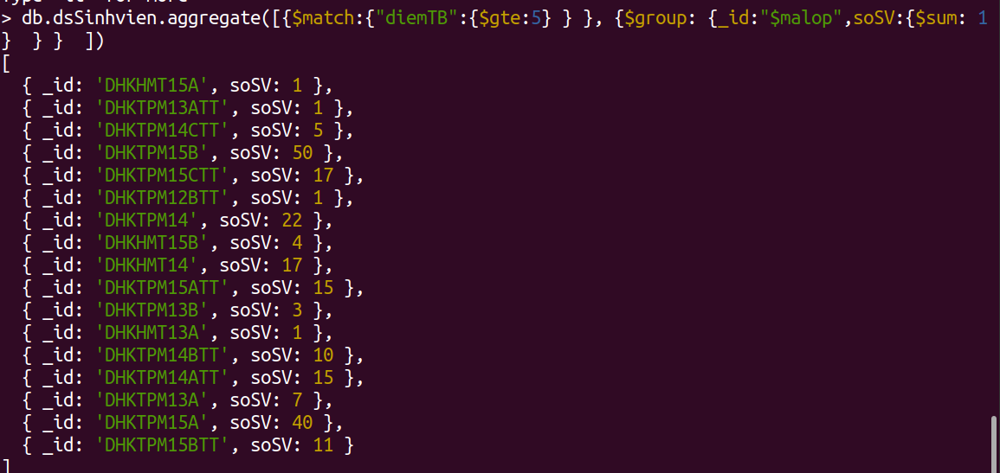 > db.dsSinhvien.aggregate([{$match:{"diemTB":{$gte:5} } }, {$group: {_id:"$malop",soSV:{$sum: 1
}  } }  ])
[
  { _id: 'DHKHMT15A', soSV: 1 },
  { _id: 'DHKTPM13ATT', soSV: 1 },
  { _id: 'DHKTPM14CTT', soSV: 5 },
  { _id: 'DHKTPM15B', soSV: 50 },
  { _id: 'DHKTPM15CTT', soSV: 17 },
  { _id: 'DHKTPM12BTT', soSV: 1 },
  { _id: 'DHKTPM14', soSV: 22 },
  { _id: 'DHKHMT15B', soSV: 4 },
  { _id: 'DHKHMT14', soSV: 17 },
  { _id: 'DHKTPM15ATT', soSV: 15 },
  { _id: 'DHKTPM13B', soSV: 3 },
  { _id: 'DHKHMT13A', soSV: 1 },
  { _id: 'DHKTPM14BTT', soSV: 10 },
  { _id: 'DHKTPM14ATT', soSV: 15 },
  { _id: 'DHKTPM13A', soSV: 7 },
  { _id: 'DHKTPM15A', soSV: 40 },
  { _id: 'DHKTPM15BTT', soSV: 11 }
]